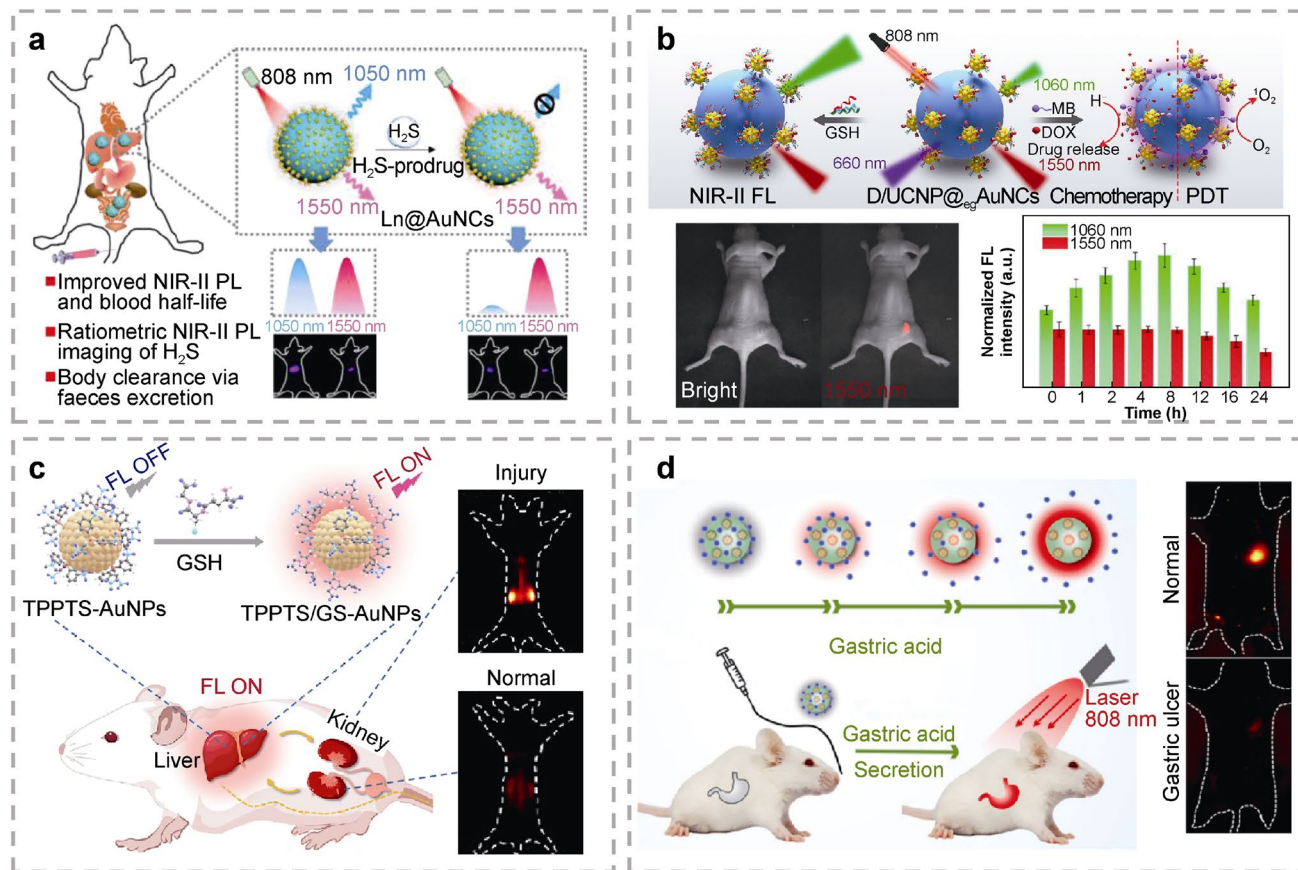 a
808 nm
1050 nm
H₂S
H₂S-prodrug
1550 nm
1550 nm
Ln@AuNCs
■Improved NIR-II PL
and blood half-life
■Ratiometric NIR-II PL
imaging of H₂S
■Body clearance via
faeces excretion
1050 nm 1550 nm
1050 nm 1550 nm
b
808 nm
1060 nm
GSH
MB
DOX
Drug release
H
¹O₂
O₂
660 nm
1550 nm
NIR-II FL
D/UCNP@egAuNCs
Chemotherapy
PDT
Bright
1550 nm
1060 nm
1550 nm
Normalized FL
intensity (a.u.)
0 1 2 4 8 12 16 24
Time (h)
c
FL OFF
FL ON
GSH
TPPTS-AuNPs
TPPTS/GS-AuNPs
Injury
Normal
FL ON
Liver
Kidney
d
Gastric acid
Gastric acid
Secretion
Laser
808 nm
Normal
Gastric ulcer